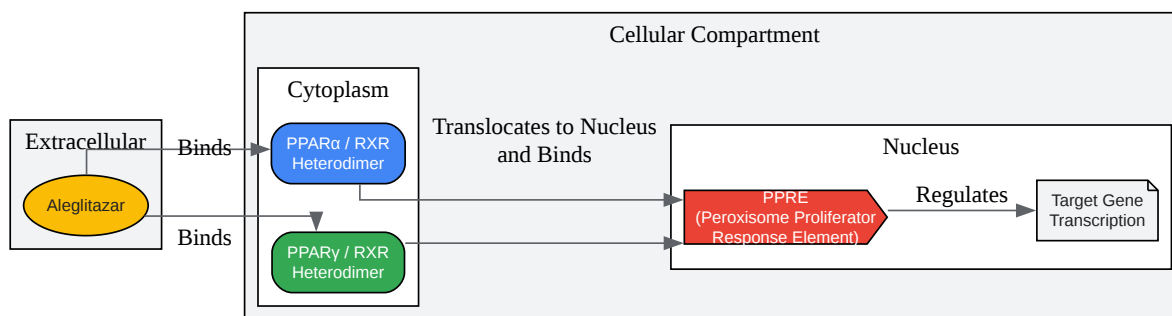 Cellular Compartment
Extracellular
Aleglitazar
Binds
Binds
Cytoplasm
PPARα / RXR
Heterodimer
PPARγ / RXR
Heterodimer
Translocates to Nucleus
and Binds
Nucleus
PPRE
(Peroxisome Proliferator
Response Element)
Regulates
Target Gene
Transcription